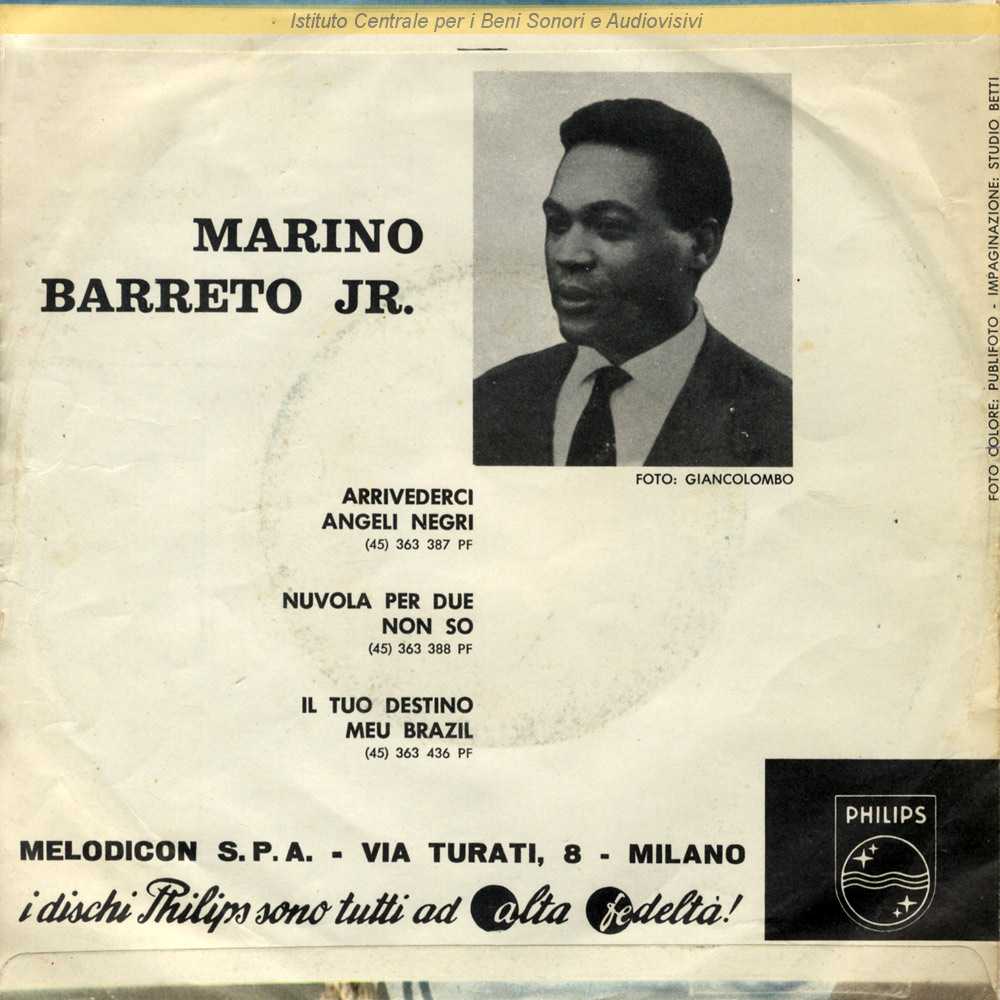 Istituto Centrale per i Beni Sonori e Audiovisivi
MARINO
BARRETO JR.
FOTO: GIANCOLOMBO
ARRIVEDERCI
ANGELI NEGRI
(45) 363 387 PF
NUVOLA PER DUE
NON SO
(45) 363 388 PF
IL TUO DESTINO
MEU BRAZIL
(45) 363 436 PF
FOTO COLORE: PUBLIFOTO - IMPAGINAZIONE: STUDIO BETTI
PHILIPS
MELODICON S.P.A. - VIA TURATI, 8 - MILANO
i dischi Philips sono tutti ad alta fedeltà!